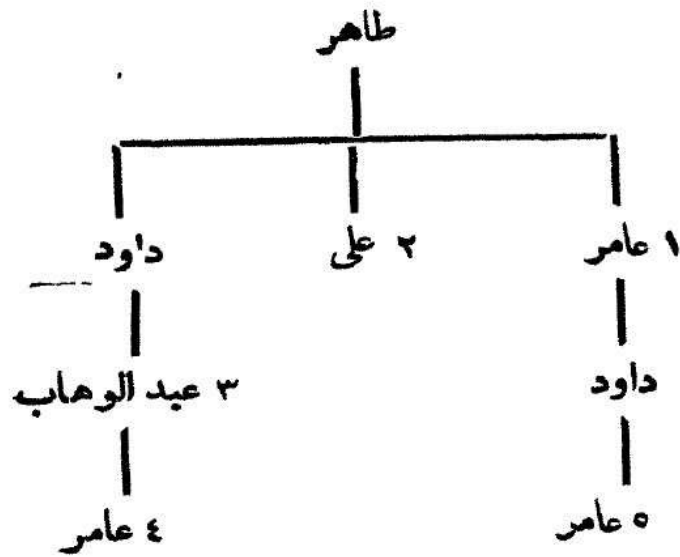 طاهر
١ عامر ٢ على داود
داود ٣ عبد الوهاب
٥ عامر ٤ عامر